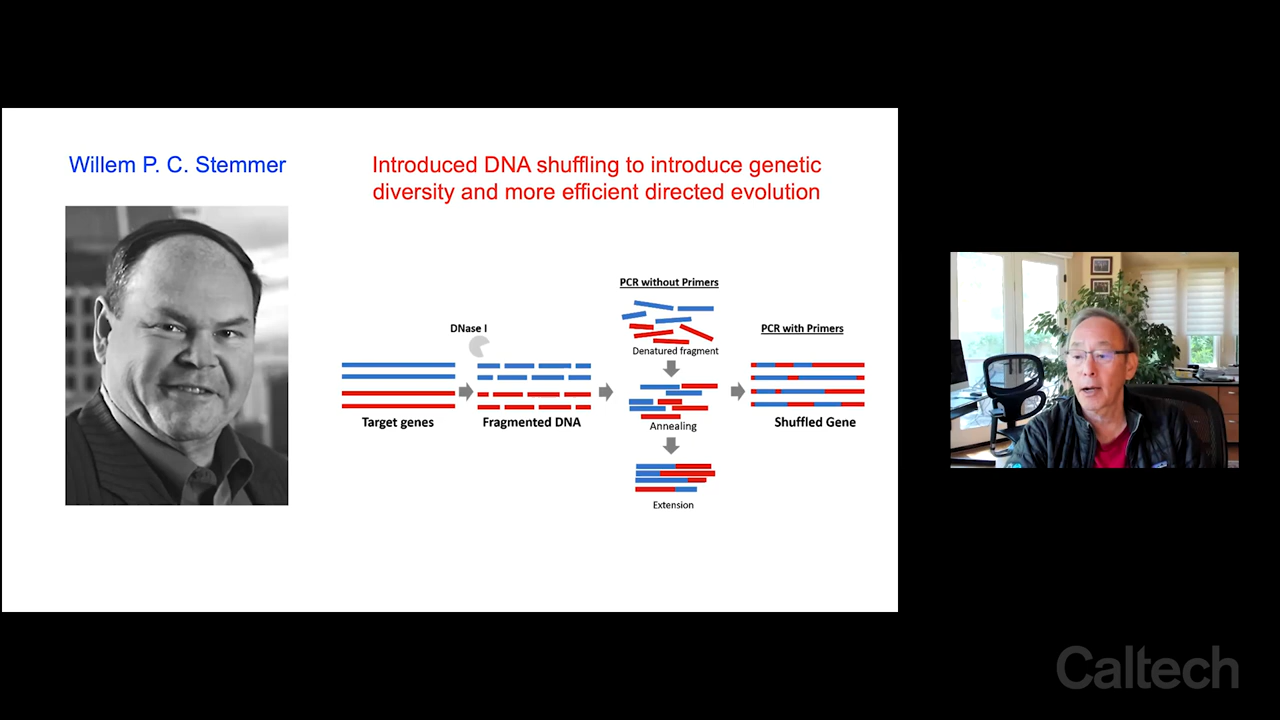 Willem P. C. Stemmer
Introduced DNA shuffling to introduce genetic
diversity and more efficient directed evolution
PCR without Primers
DNase I
PCR with Primers
Denatured fragment
Target genes
Fragmented DNA
Annealing
Shuffled Gene
Extension
Caltech